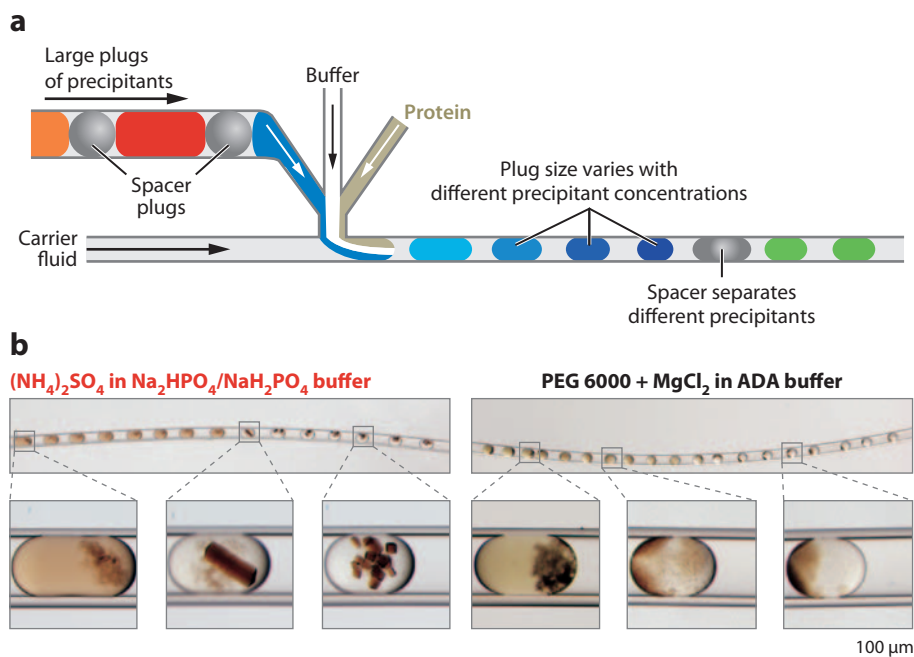 a
Large plugs
of precipitants
Buffer
Protein
Spacer
plugs
Plug size varies with
different precipitant concentrations
Carrier
fluid
Spacer separates
different precipitants
b
(NH₄)₂SO₄ in Na₂HPO₄/NaH₂PO₄ buffer
PEG 6000 + MgCl₂ in ADA buffer
100 μm